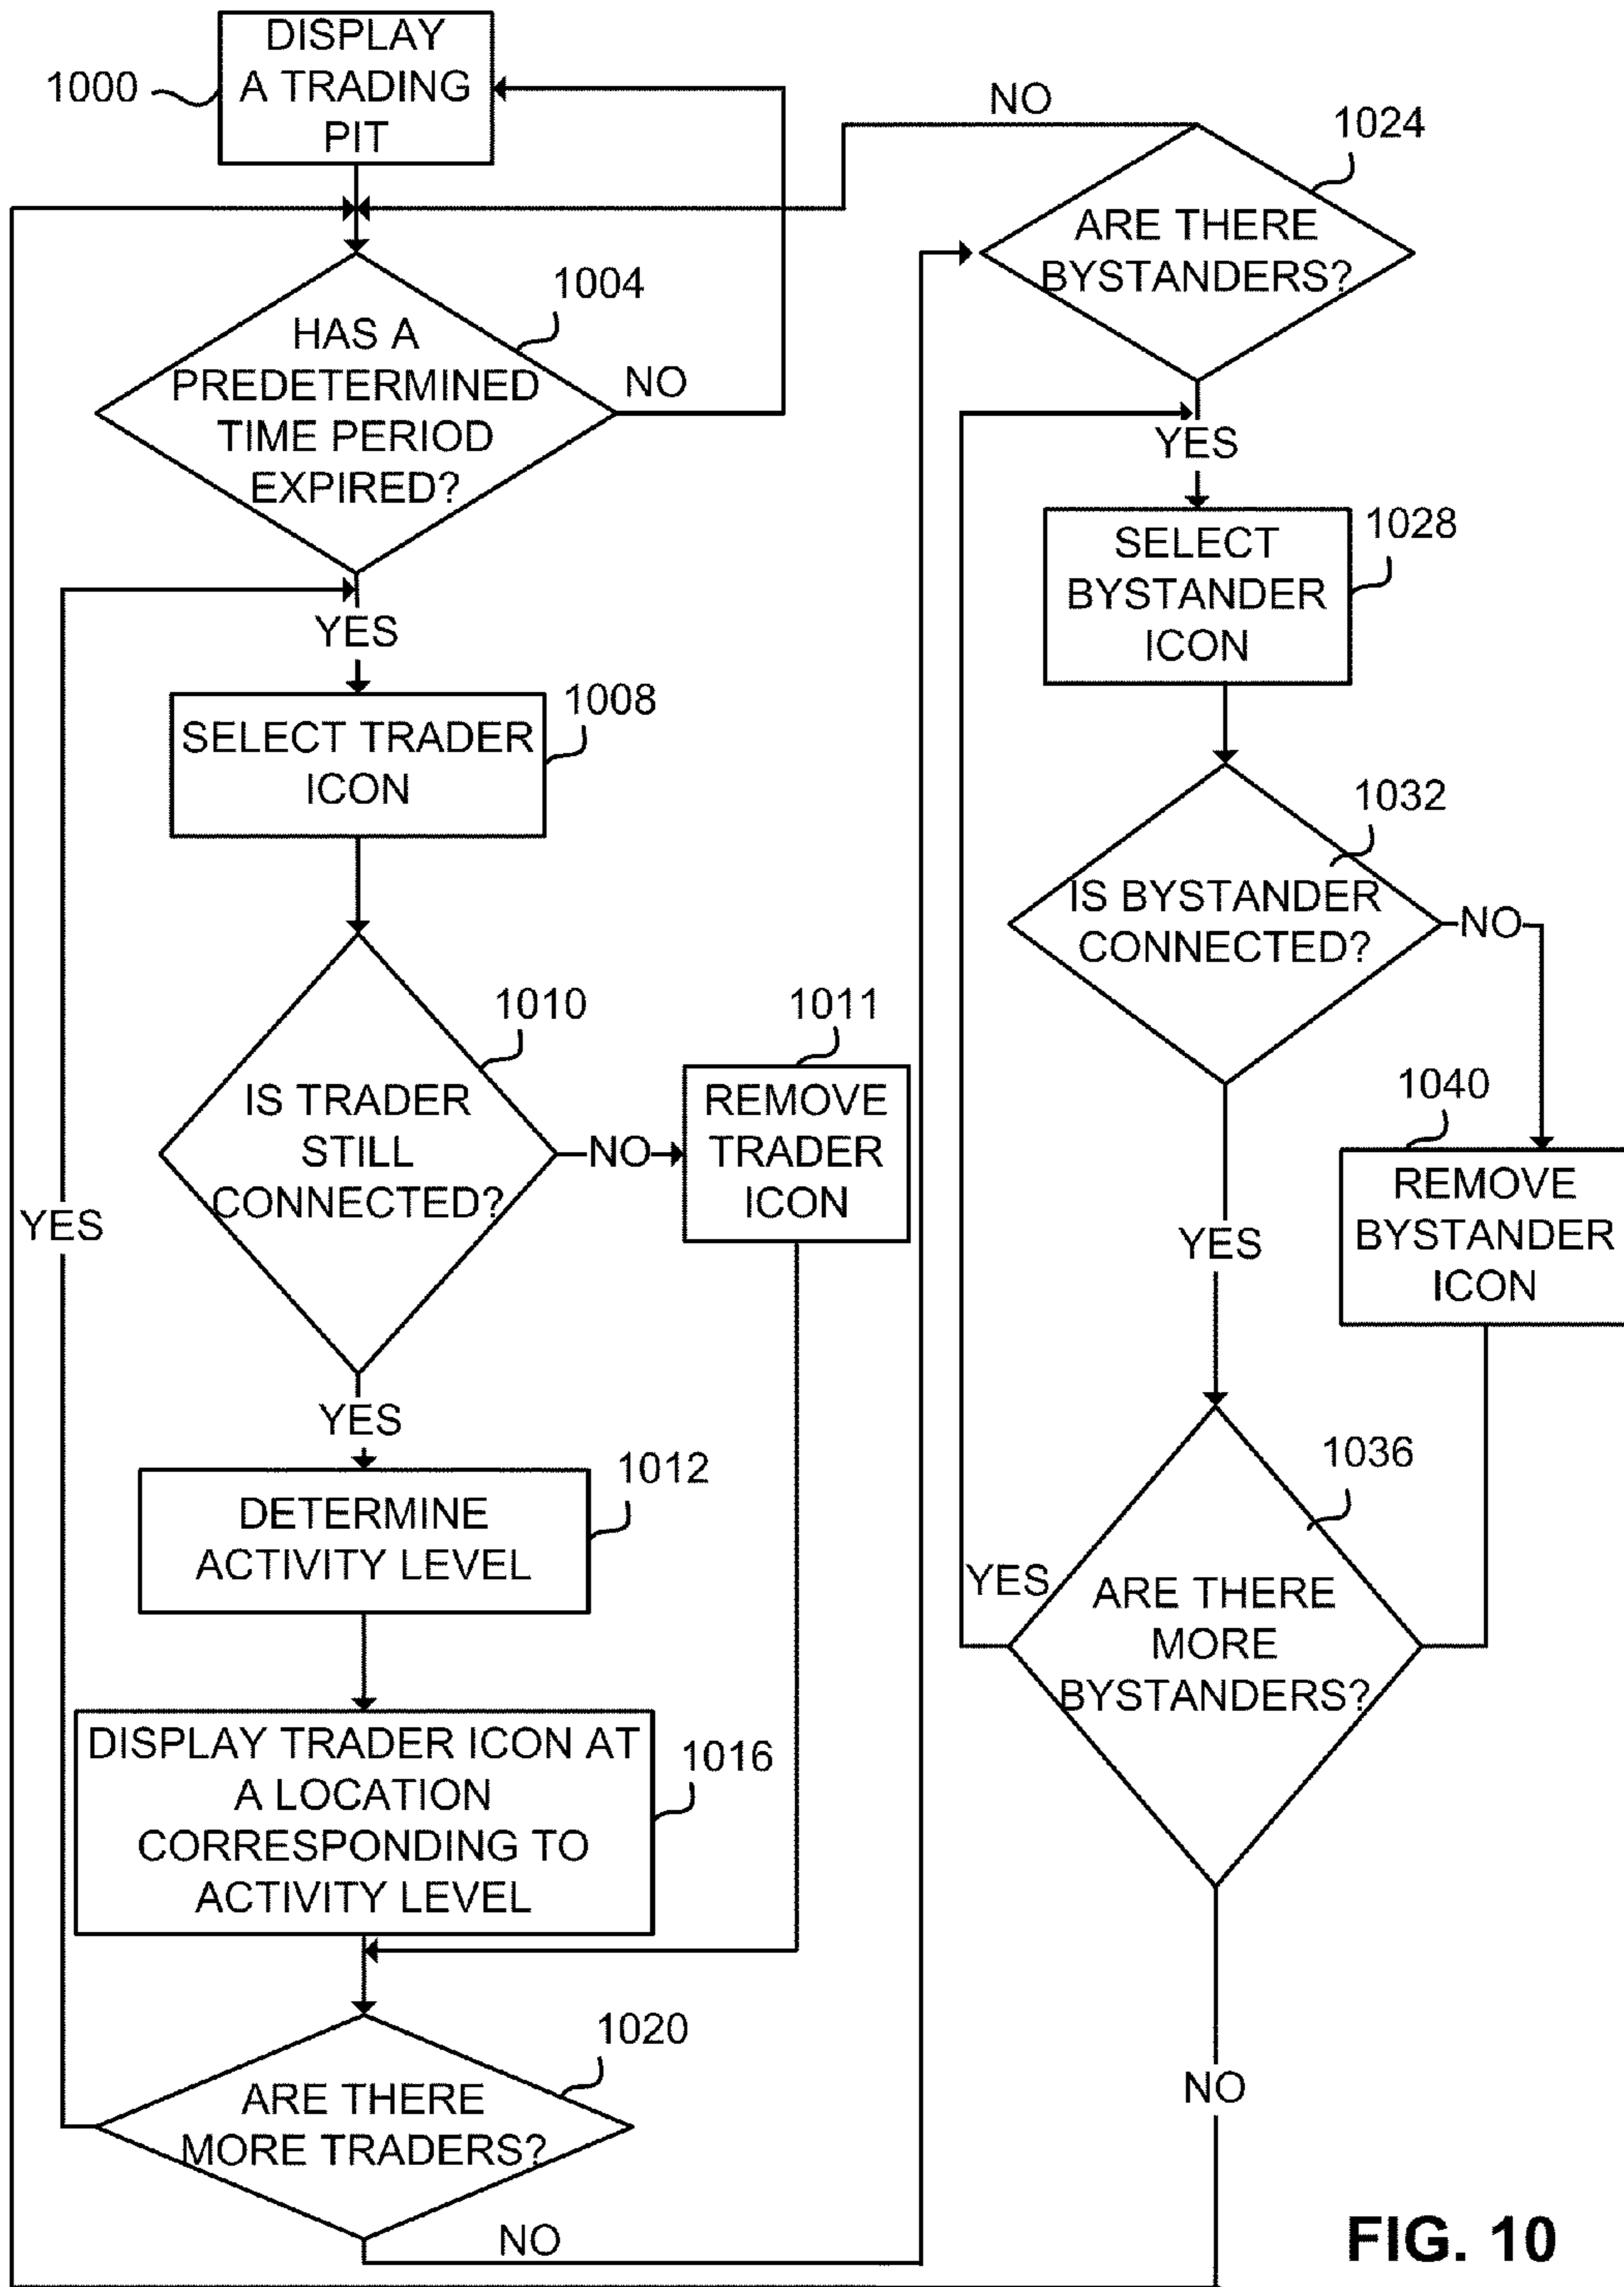 DISPLAY
A TRADING
PIT
1000
HAS A
PREDETERMINED
TIME PERIOD
EXPIRED?
1004
NO
YES
SELECT TRADER
ICON
1008
IS TRADER
STILL
CONNECTED?
1010
NO
REMOVE
TRADER
ICON
1011
YES
DETERMINE
ACTIVITY LEVEL
1012
DISPLAY TRADER ICON AT
A LOCATION
CORRESPONDING TO
ACTIVITY LEVEL
1016
ARE THERE
MORE TRADERS?
1020
YES
NO
ARE THERE
BYSTANDERS?
1024
NO
YES
SELECT
BYSTANDER
ICON
1028
IS BYSTANDER
CONNECTED?
1032
NO
REMOVE
BYSTANDER
ICON
1040
YES
ARE THERE
MORE
BYSTANDERS?
1036
YES
NO
FIG. 10